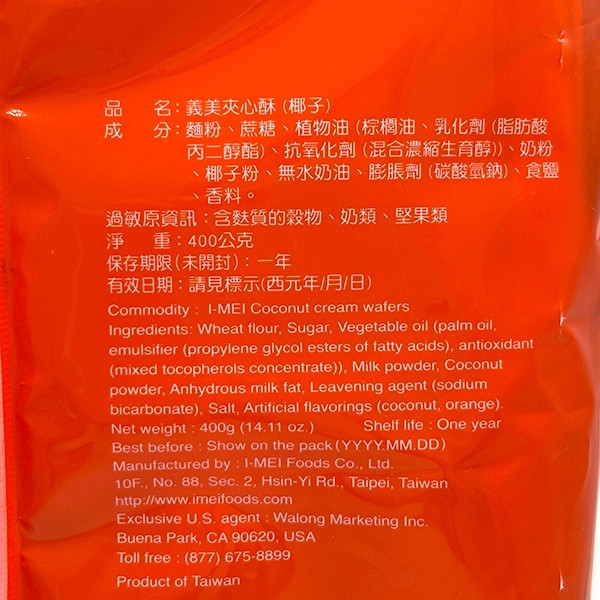 品　　名：義美夾心酥（椰子）
成　　分：麵粉、蔗糖、植物油（棕櫚油、乳化劑（脂肪酸
丙二醇酯）、抗氧化劑（混合濃縮生育醇））、奶粉
、椰子粉、無水奶油、膨脹劑（碳酸氫鈉）、食鹽
、香料。
過敏原資訊：含麩質的穀物、奶類、堅果類
淨　　重：400公克
保存期限（未開封）：一年
有效日期：請見標示(西元年/月/日)
Commodity : I-MEI Coconut cream wafers
Ingredients: Wheat flour, Sugar, Vegetable oil (palm oil,
emulsifier (propylene glycol esters of fatty acids), antioxidant
(mixed tocopherols concentrate)), Milk powder, Coconut
powder, Anhydrous milk fat, Leavening agent (sodium
bicarbonate), Salt, Artificial flavorings (coconut, orange).
Net weight : 400g (14.11 oz.) Shelf life : One year
Best before : Show on the pack (YYYY.MM.DD)
Manufactured by : I-MEI Foods Co., Ltd.
10F., No. 88, Sec. 2, Hsin-Yi Rd., Taipei, Taiwan
http://www.imeifoods.com
Exclusive U.S. agent : Walong Marketing Inc.
Buena Park, CA 90620, USA
Toll free : (877) 675-8899
Product of Taiwan